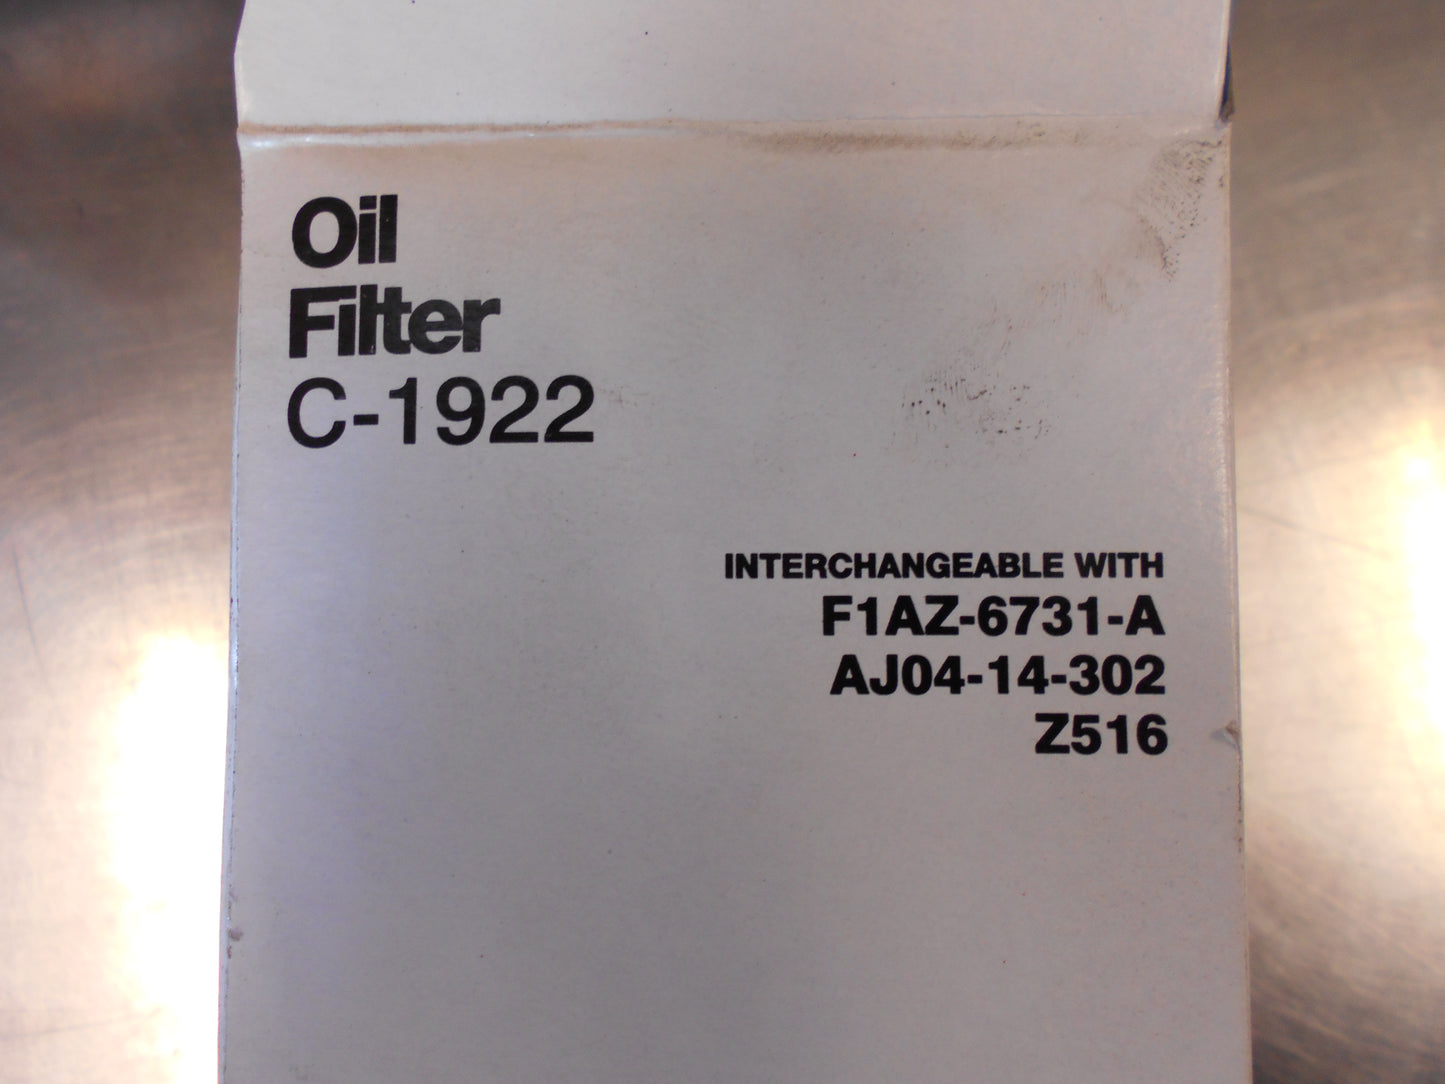 Oil
Filter
C-1922
INTERCHANGEABLE WITH
F1AZ-6731-A
AJ04-14-302
Z516